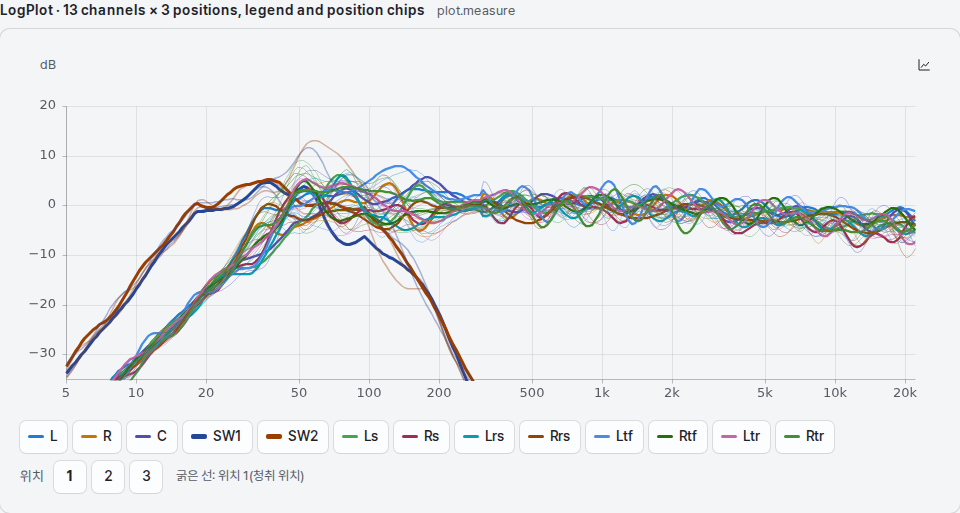 LogPlot · 13 channels × 3 positions, legend and position chips plot.measure
dB
20
10
0
−10
−20
−30
5 10 20 50 100 200 500 1k 2k 5k 10k 20k
L R C SW1 SW2 Ls Rs Lrs Rrs Ltf Rtf Ltr Rtr
위치 1 2 3 굵은 선: 위치 1(청취 위치)